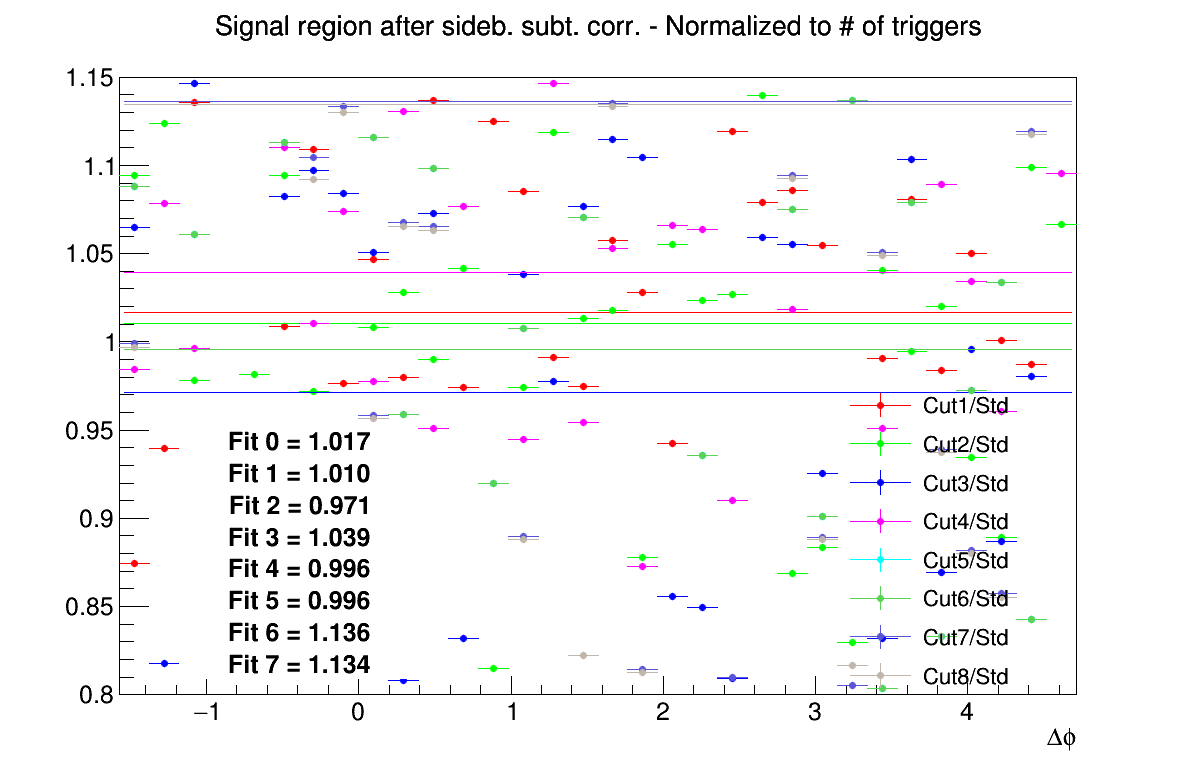 Signal region after sideb. subt. corr. - Normalized to # of triggers
1.15
1.1
1.05
1
0.95
0.9
0.85
0.8
Fit 0 = 1.017
Fit 1 = 1.010
Fit 2 = 0.971
Fit 3 = 1.039
Fit 4 = 0.996
Fit 5 = 0.996
Fit 6 = 1.136
Fit 7 = 1.134
Cut1/Std
Cut2/Std
Cut3/Std
Cut4/Std
Cut5/Std
Cut6/Std
Cut7/Std
Cut8/Std
−1 0 1 2 3 4
Δϕ